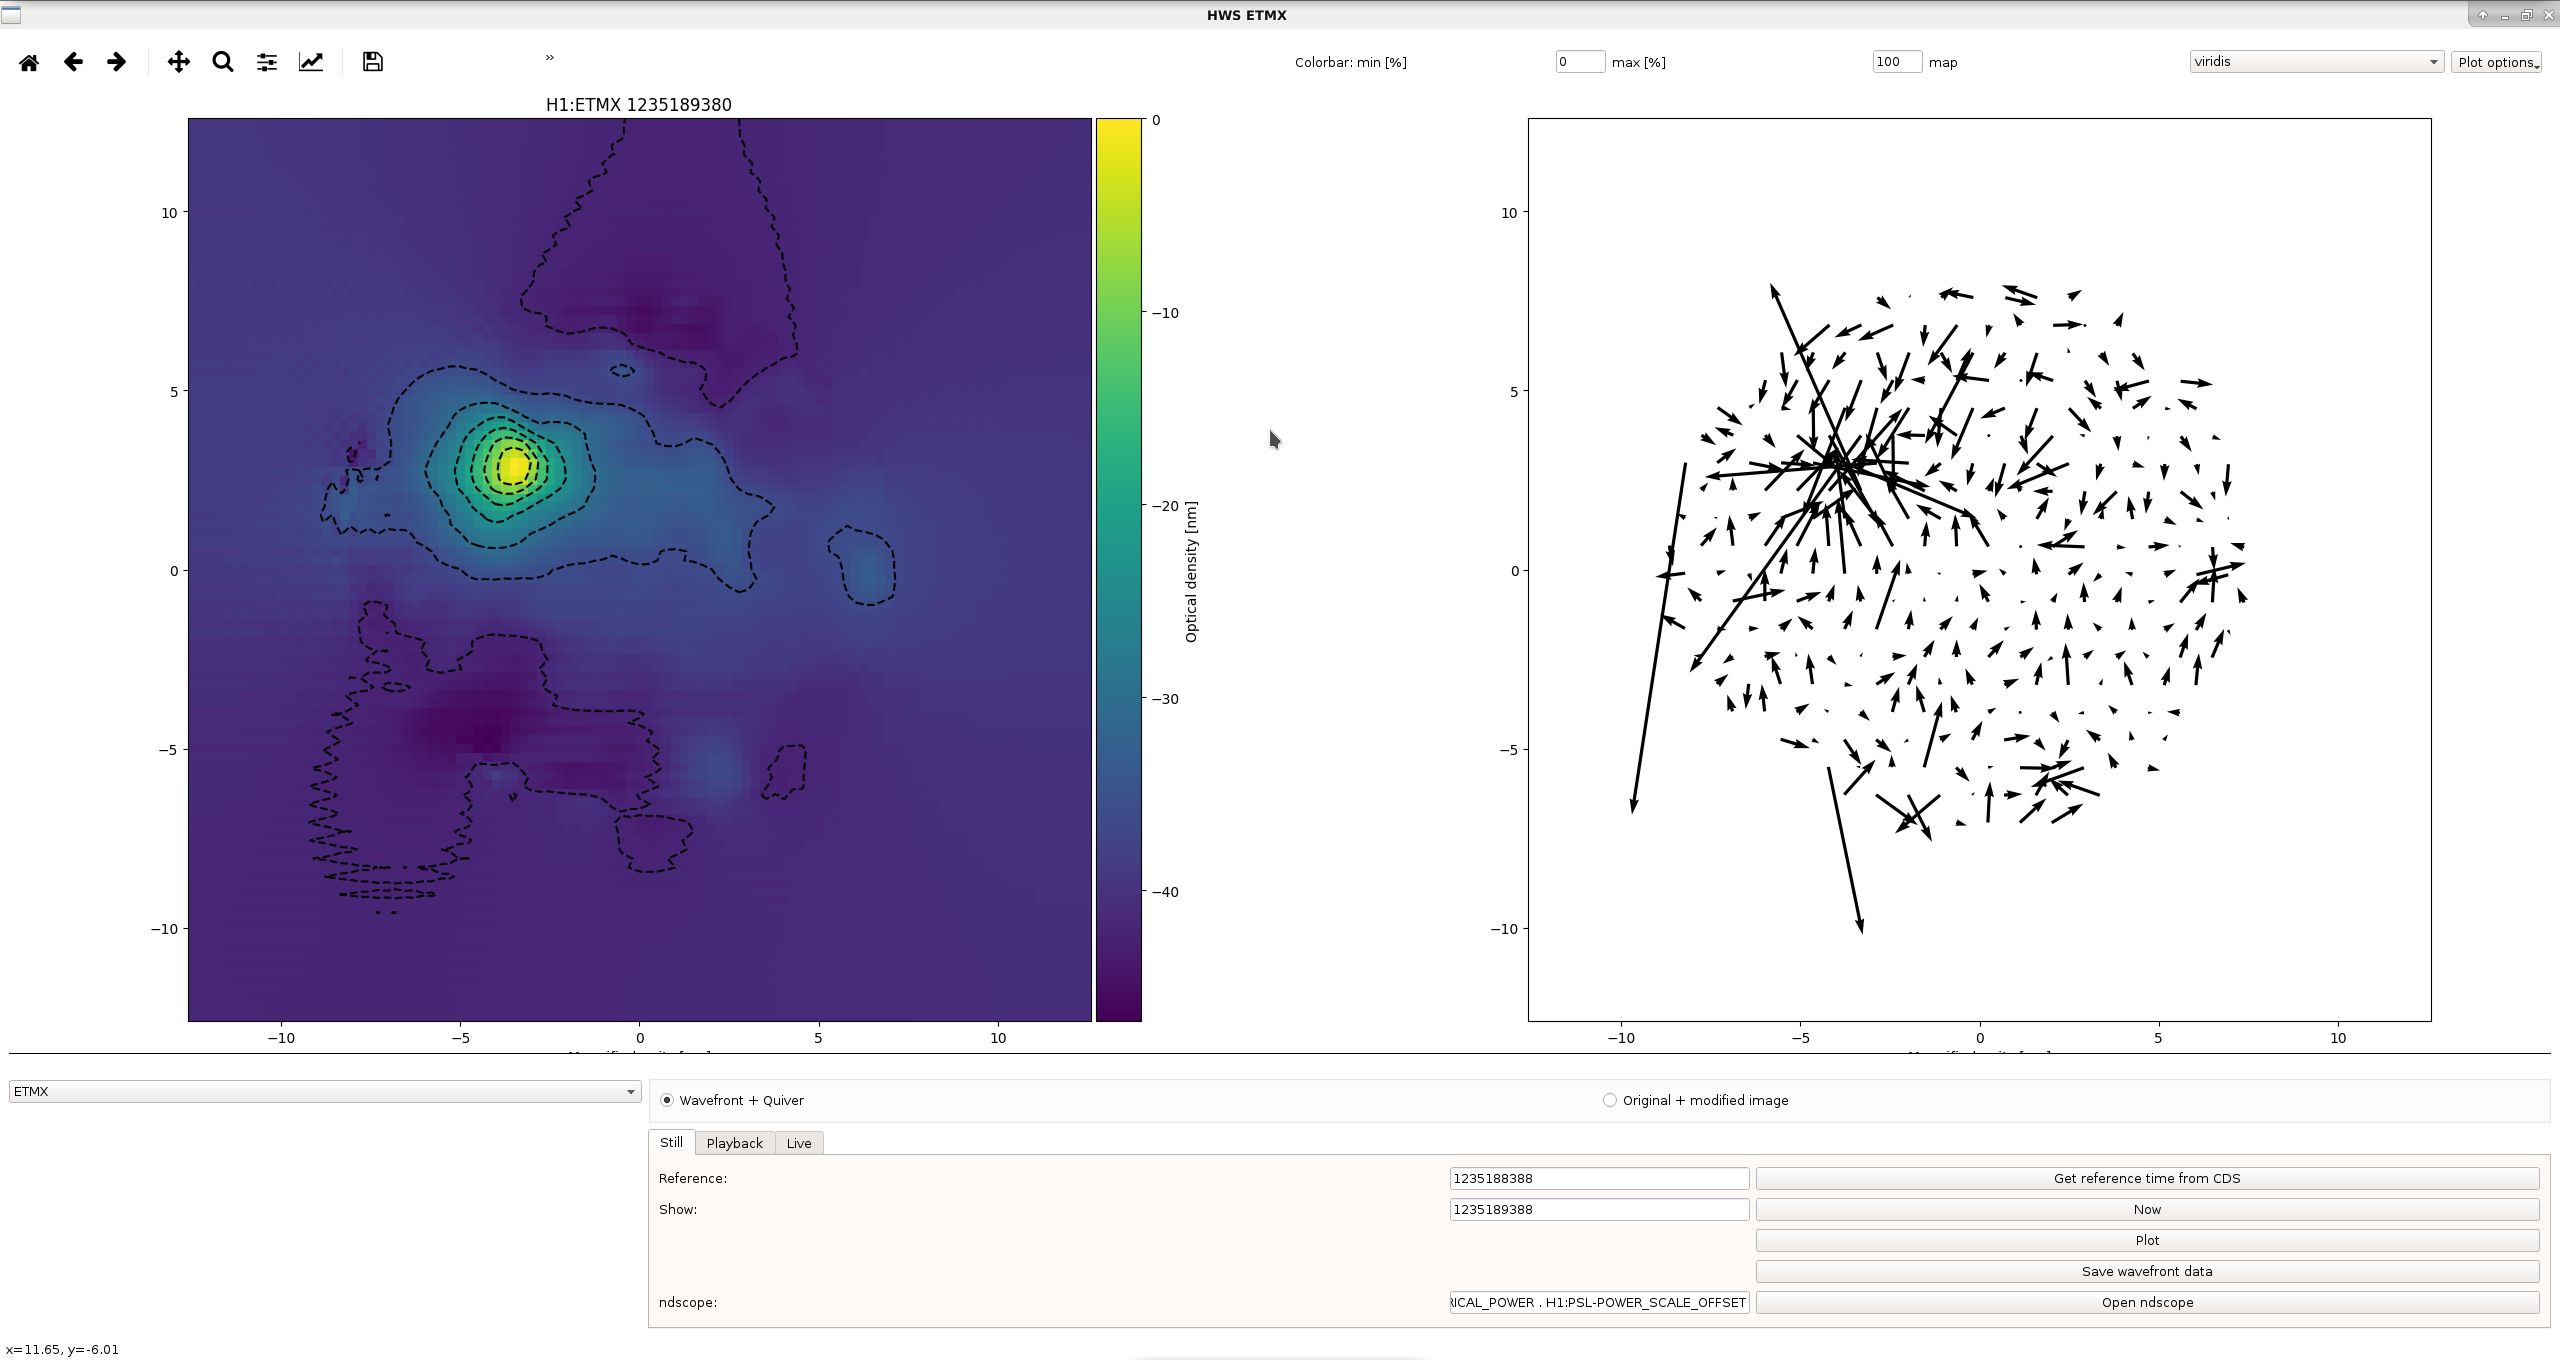 HWS ETMX
»
Colorbar: min [%] 0 max [%] 100 map viridis Plot options
H1:ETMX 1235189380
10
5
0
−5
−10
−10 −5 0 5 10
0
−10
−20
−30
−40
Optical density [nm]
10
5
0
−5
−10
−10 −5 0 5 10
ETMX
Wavefront + Quiver Original + modified image
Still Playback Live
Reference: 1235188388 Get reference time from CDS
Show: 1235189388 Now
Plot
Save wavefront data
ndscope: RICAL_POWER . H1:PSL-POWER_SCALE_OFFSET Open ndscope
x=11.65, y=-6.01